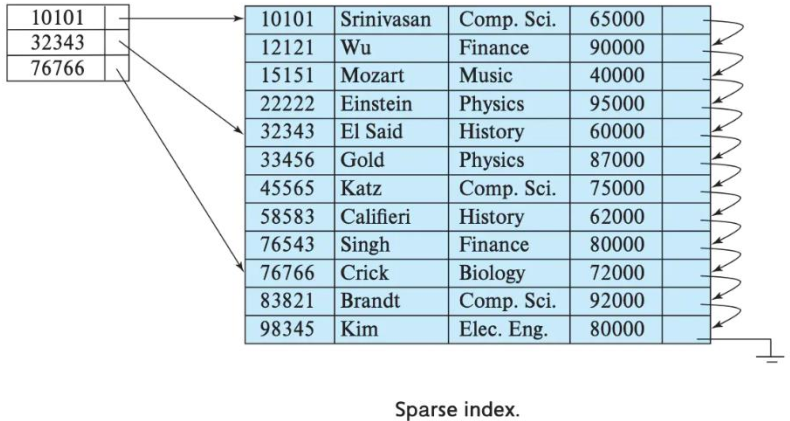 10101
32343
76766
10101 Srinivasan Comp. Sci. 65000
12121 Wu Finance 90000
15151 Mozart Music 40000
22222 Einstein Physics 95000
32343 El Said History 60000
33456 Gold Physics 87000
45565 Katz Comp. Sci. 75000
58583 Califieri History 62000
76543 Singh Finance 80000
76766 Crick Biology 72000
83821 Brandt Comp. Sci. 92000
98345 Kim Elec. Eng. 80000
Sparse index.